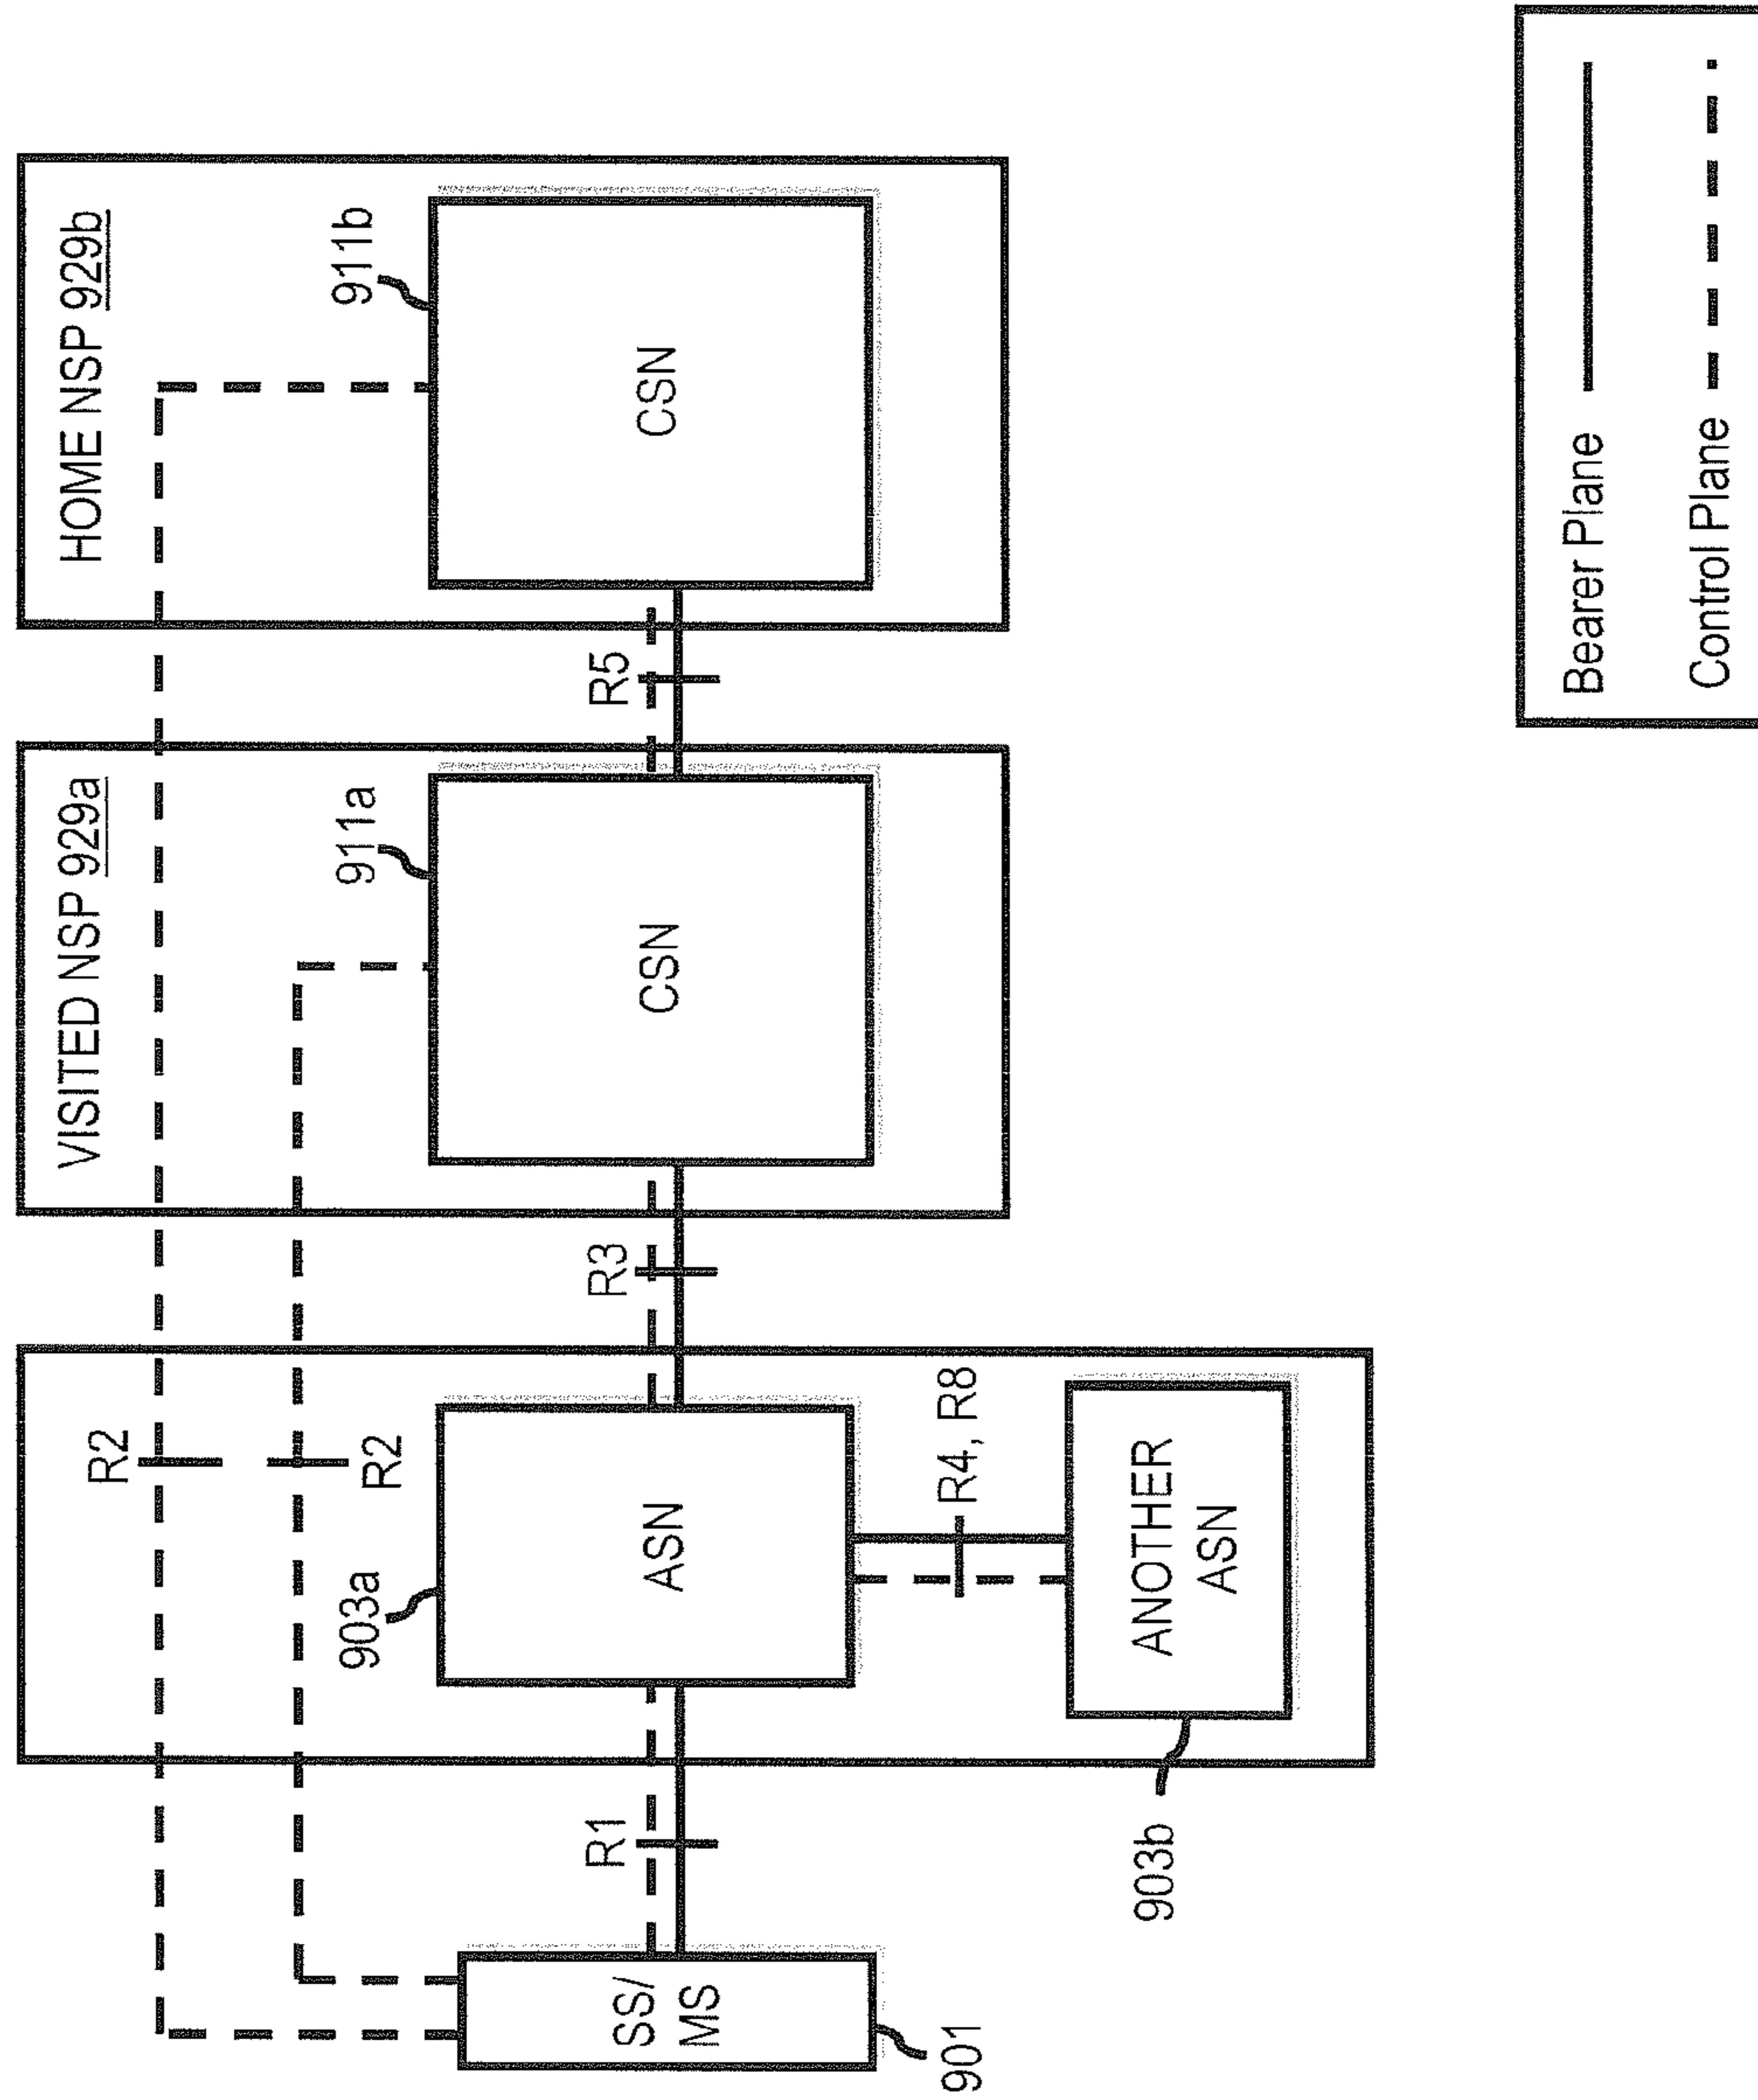 VISITED NSP 929a
HOME NSP 929b
R2
R2
903a
911a
911b
SS/
MS
901
R1
ASN
R3
CSN
R5
CSN
R4, R8
ANOTHER
ASN
903b
Bearer Plane
Control Plane